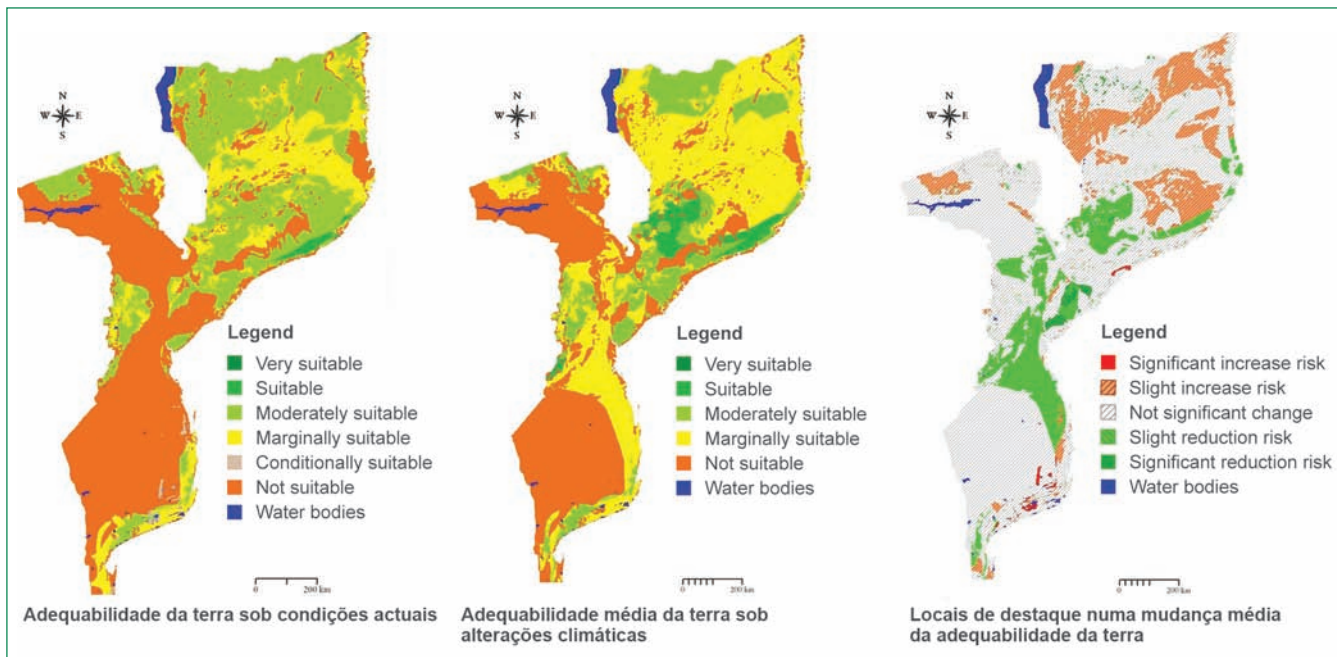 N
W E
S
Legend
Very suitable
Suitable
Moderately suitable
Marginally suitable
Conditionally suitable
Not suitable
Water bodies
0 200 km
Adequabilidade da terra sob condições actuais
N
W E
S
Legend
Very suitable
Suitable
Moderately suitable
Marginally suitable
Not suitable
Water bodies
0 200 km
Adequabilidade média da terra sob
alterações climáticas
N
W E
S
Legend
Significant increase risk
Slight increase risk
Not significant change
Slight reduction risk
Significant reduction risk
Water bodies
0 200 km
Locais de destaque numa mudança média
da adequabilidade da terra